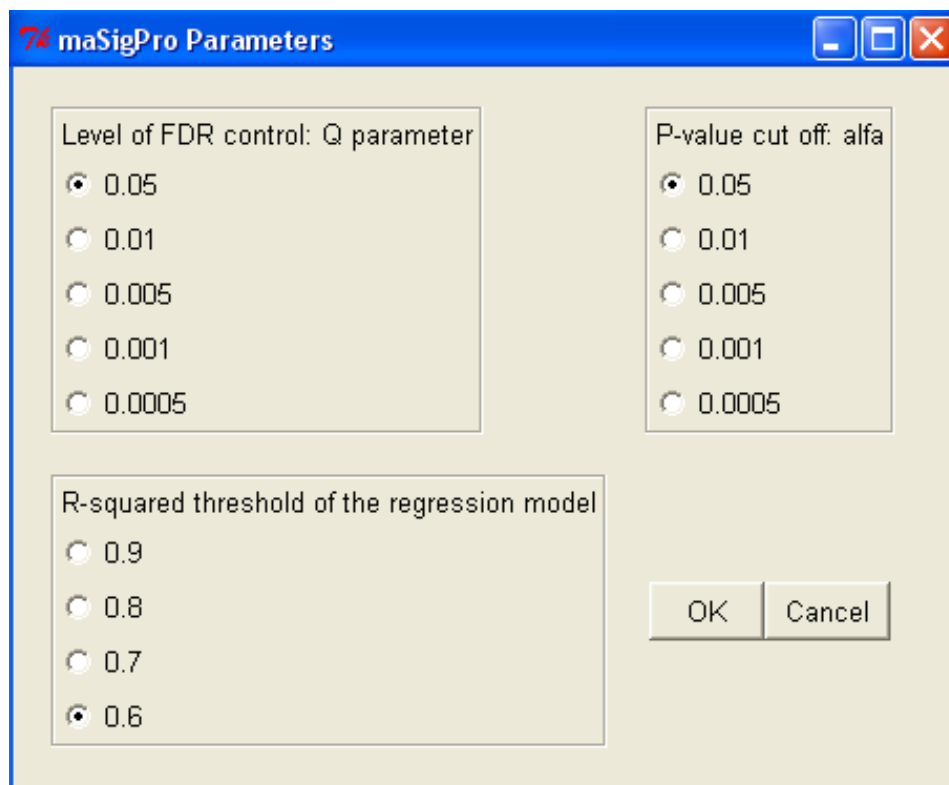 maSigPro Parameters
Level of FDR control: Q parameter
0.05
0.01
0.005
0.001
0.0005
P-value cut off: alfa
0.05
0.01
0.005
0.001
0.0005
R-squared threshold of the regression model
0.9
0.8
0.7
0.6
OK
Cancel